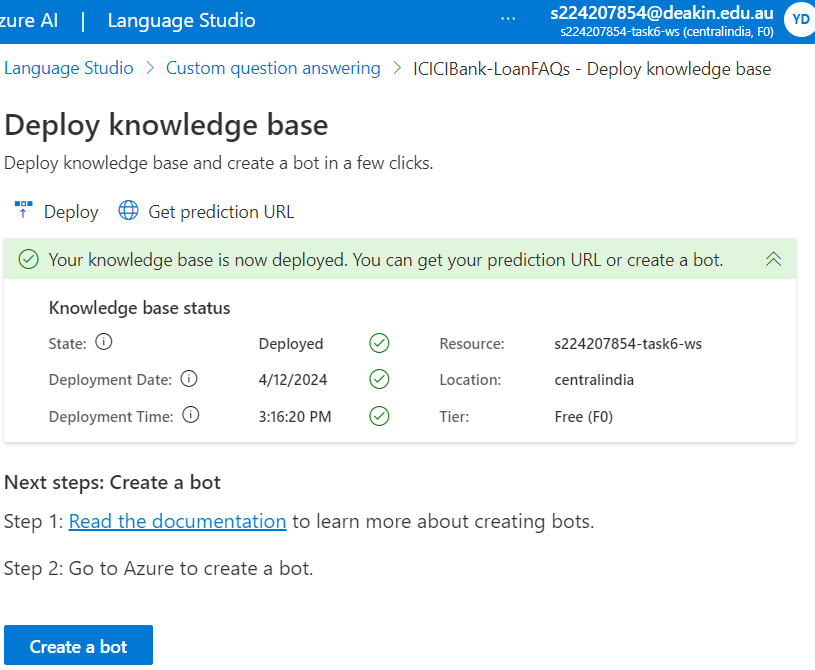 zure AI | Language Studio ... s224207854@deakin.edu.au YD
s224207854-task6-ws (centralindia, F0)
Language Studio > Custom question answering > ICICIBank-LoanFAQs - Deploy knowledge base
Deploy knowledge base
Deploy knowledge base and create a bot in a few clicks.
Deploy Get prediction URL
Your knowledge base is now deployed. You can get your prediction URL or create a bot.
Knowledge base status
State: Deployed Resource: s224207854-task6-ws
Deployment Date: 4/12/2024 Location: centralindia
Deployment Time: 3:16:20 PM Tier: Free (F0)
Next steps: Create a bot
Step 1: Read the documentation to learn more about creating bots.
Step 2: Go to Azure to create a bot.
Create a bot